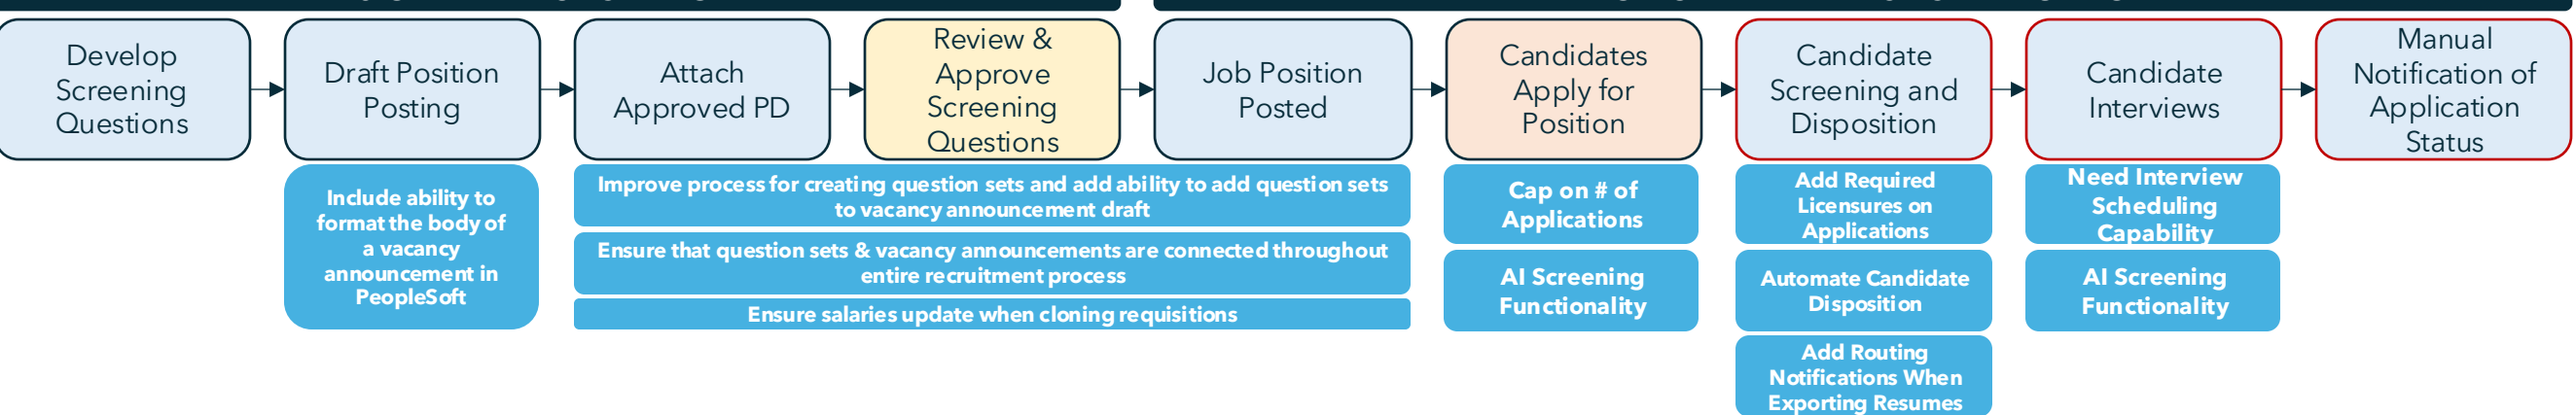 Develop
Screening
Questions
Draft Position
Posting
Attach
Approved PD
Review &
Approve
Screening
Questions
Job Position
Posted
Candidates
Apply for
Position
Candidate
Screening and
Disposition
Candidate
Interviews
Manual
Notification of
Application
Status
Include ability to
format the body of
a vacancy
announcement in
PeopleSoft
Improve process for creating question sets and add ability to add question sets
to vacancy announcement draft
Ensure that question sets & vacancy announcements are connected throughout
entire recruitment process
Ensure salaries update when cloning requisitions
Cap on # of
Applications
AI Screening
Functionality
Add Required
Licensures on
Applications
Automate Candidate
Disposition
Add Routing
Notifications When
Exporting Resumes
Need Interview
Scheduling
Capability
AI Screening
Functionality